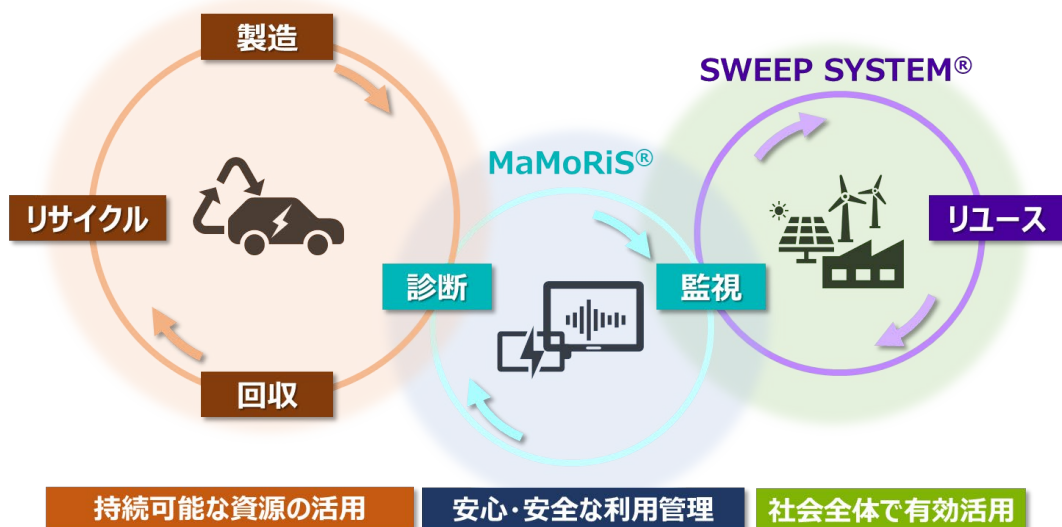 製造
SWEEP SYSTEM®
MaMoRiS®
リサイクル
リユース
診断
監視
回収
持続可能な資源の活用
安心・安全な利用管理
社会全体で有効活用